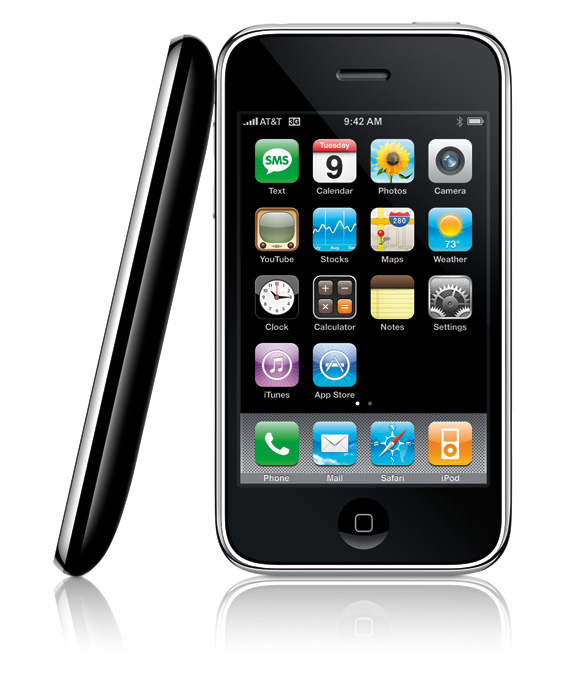 AT&T 3G 9:42 AM
SMS Tuesday 9
Text Calendar Photos Camera
280 73°
YouTube Stocks Maps Weather
Clock Calculator Notes Settings
iTunes App Store
Phone Mail Safari iPod